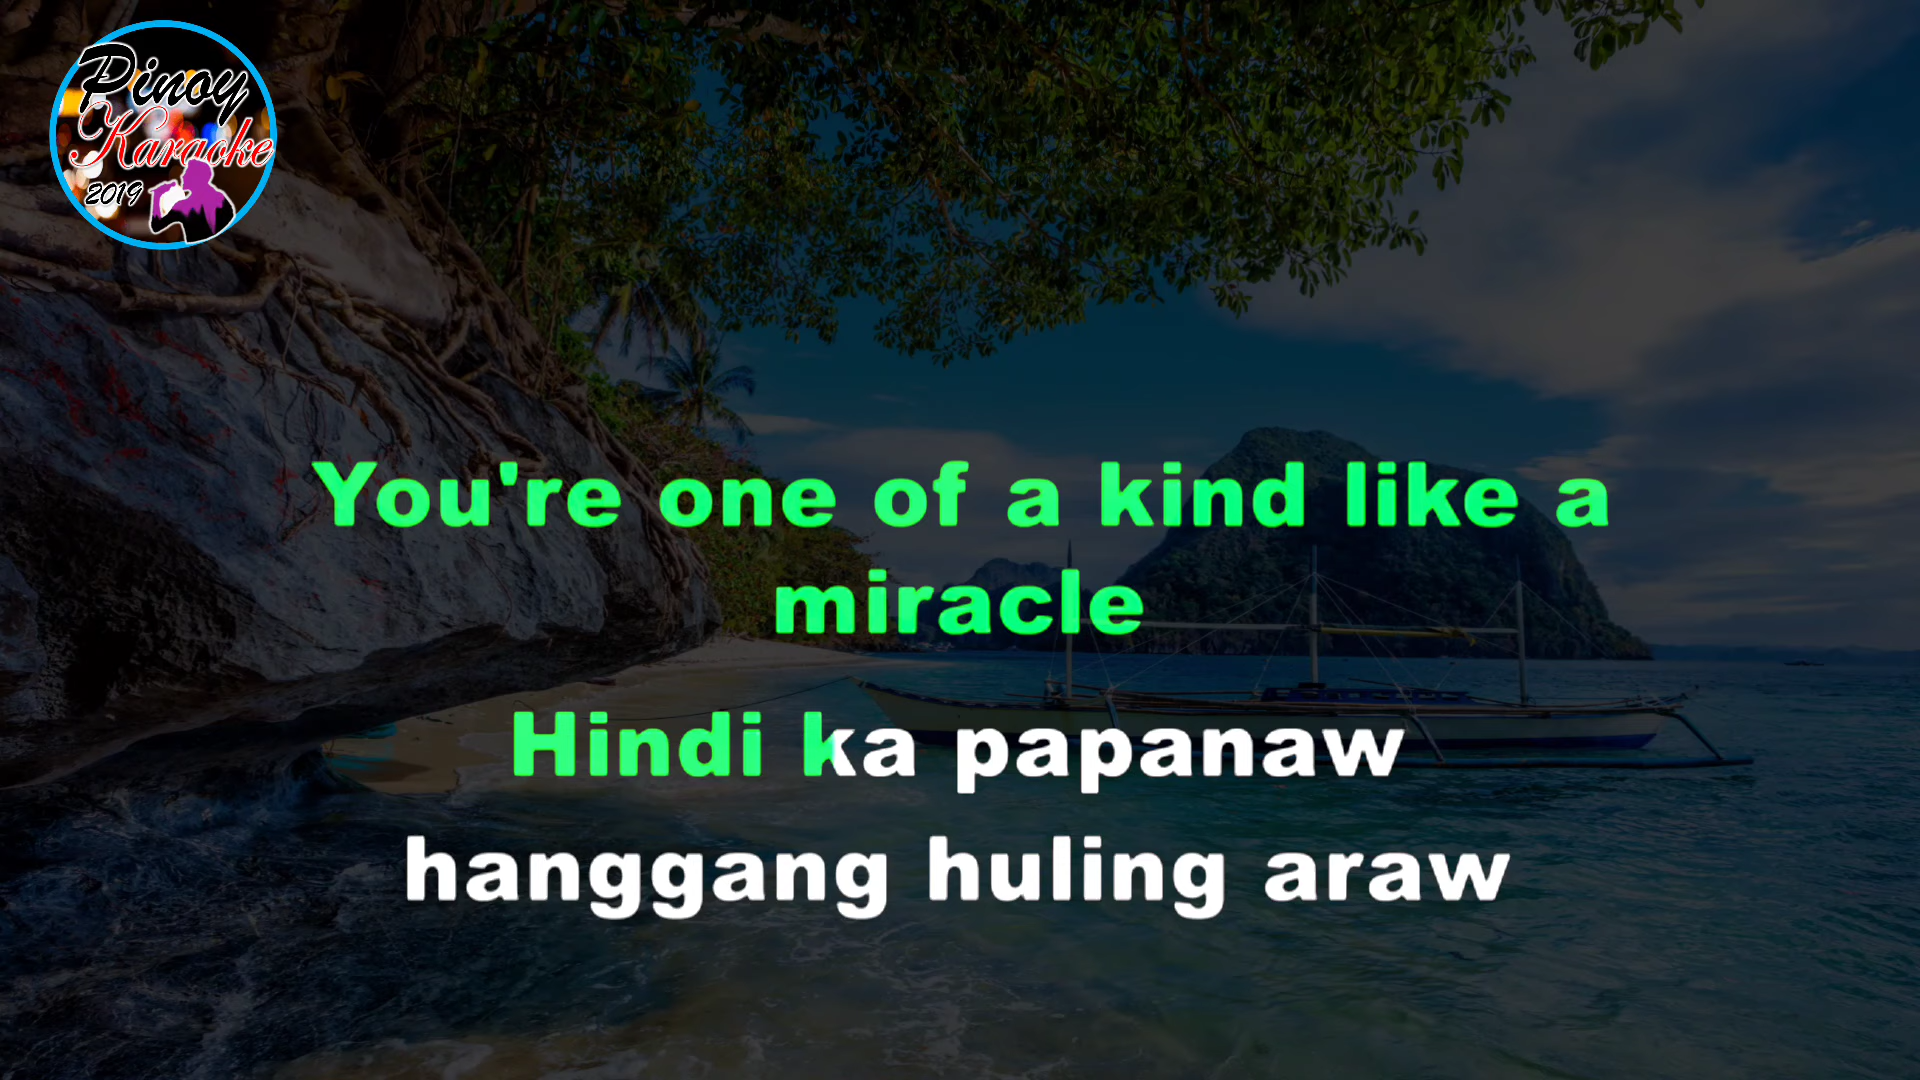 Pinoy
Karaoke
2019
You're one of a kind like a
miracle
Hindi ka papanaw
hanggang huling araw